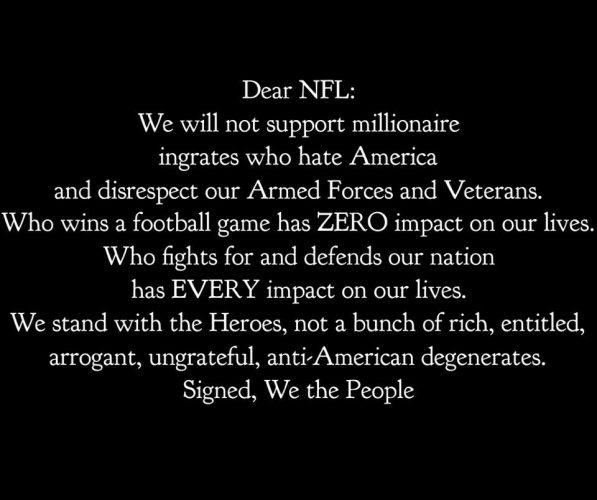 Dear NFL:
We will not support millionaire
ingrates who hate America
and disrespect our Armed Forces and Veterans.
Who wins a football game has ZERO impact on our lives.
Who fights for and defends our nation
has EVERY impact on our lives.
We stand with the Heroes, not a bunch of rich, entitled,
arrogant, ungrateful, anti-American degenerates.
Signed, We the People